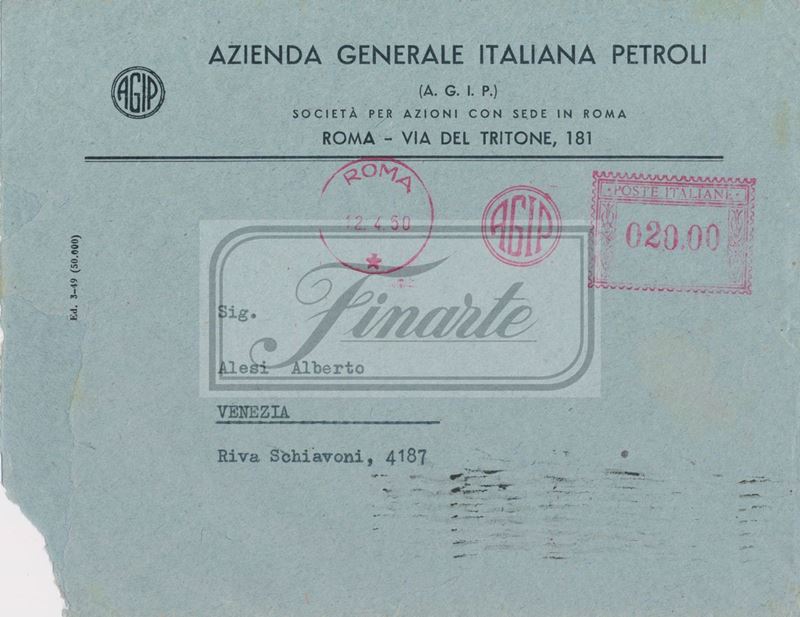 AZIENDA GENERALE ITALIANA PETROLI
AGIP
(A. G. I. P.)
SOCIETÀ PER AZIONI CON SEDE IN ROMA
ROMA - VIA DEL TRITONE, 181
ROMA
12.4.50
AGIP
POSTE ITALIANE
020.00
Ed. 3-49 (50.000)
Finarte
Sig.
Alesi Alberto
VENEZIA
Riva Schiavoni, 4187